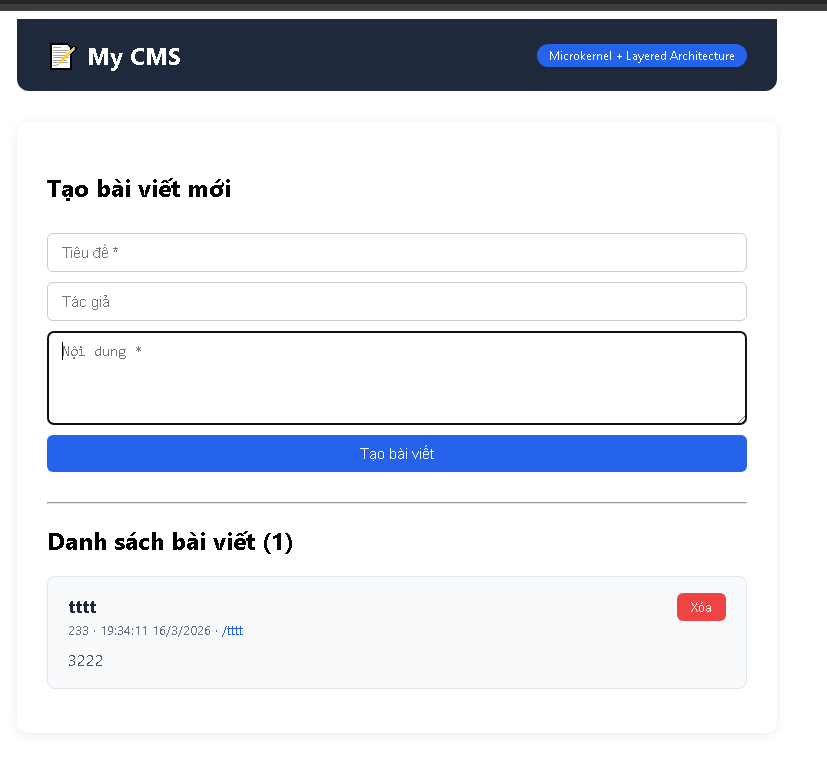 📝 My CMS
Microkernel + Layered Architecture
Tạo bài viết mới
Tiêu đề *
Tác giả
Nội dung *
Tạo bài viết
Danh sách bài viết (1)
tttt
Xóa
233 · 19:34:11 16/3/2026 · /tttt
3222